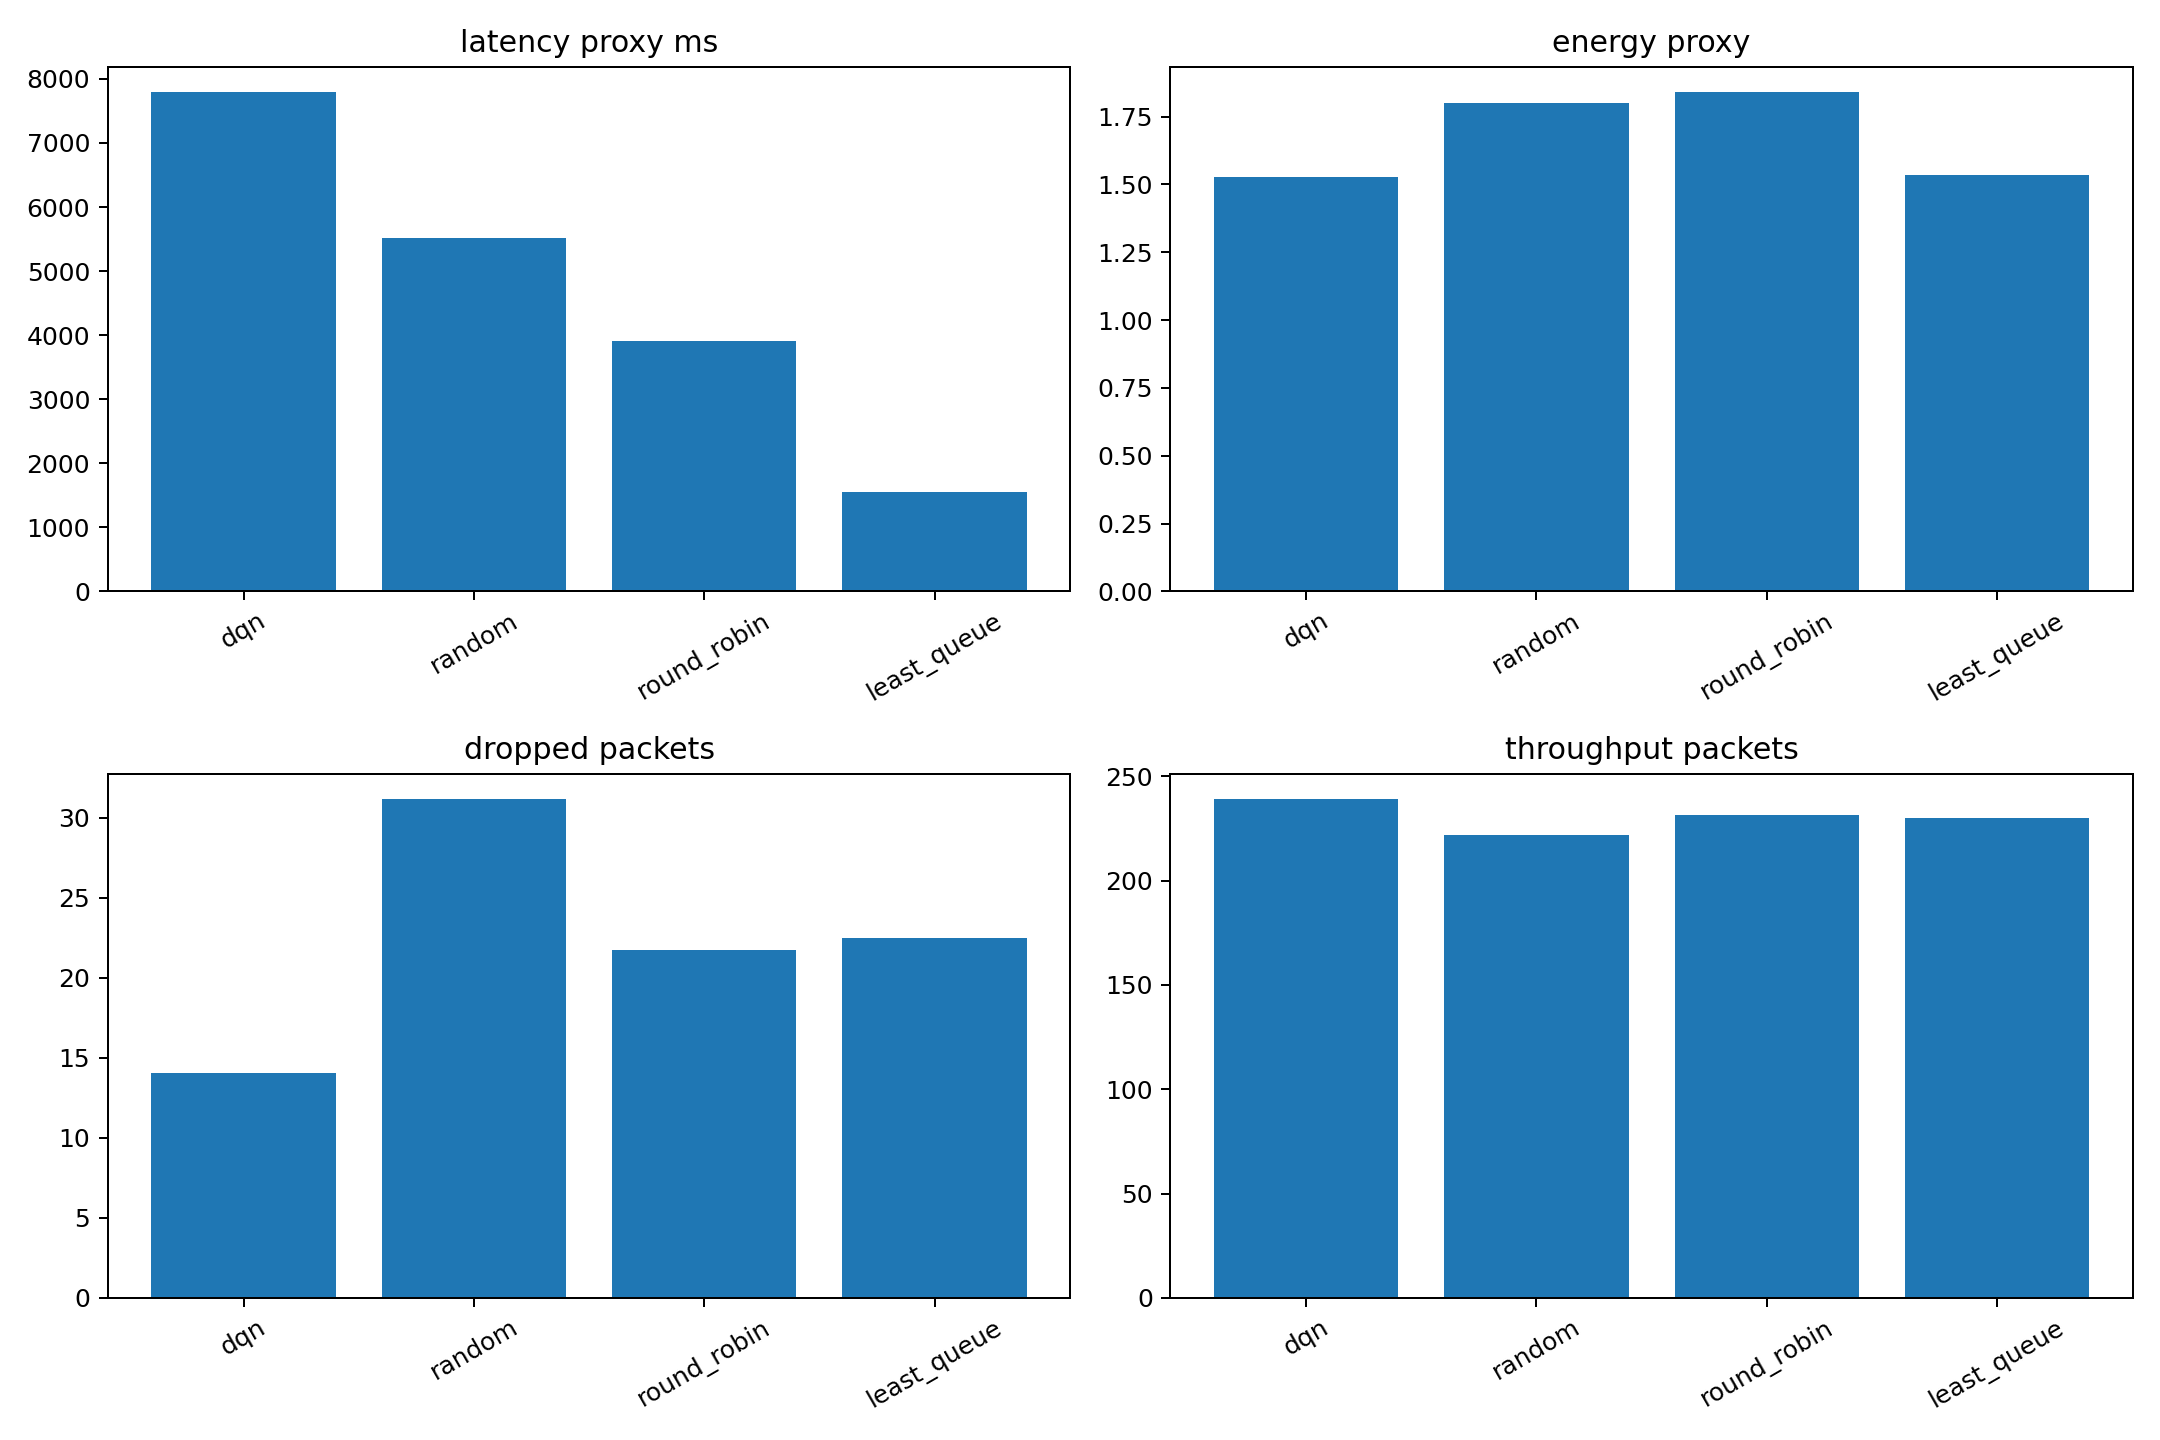 latency proxy ms
8000
7000
6000
5000
4000
3000
2000
1000
0
dqn
random
round_robin
least_queue
energy proxy
1.75
1.50
1.25
1.00
0.75
0.50
0.25
0.00
dqn
random
round_robin
least_queue
dropped packets
30
25
20
15
10
5
0
dqn
random
round_robin
least_queue
throughput packets
250
200
150
100
50
0
dqn
random
round_robin
least_queue